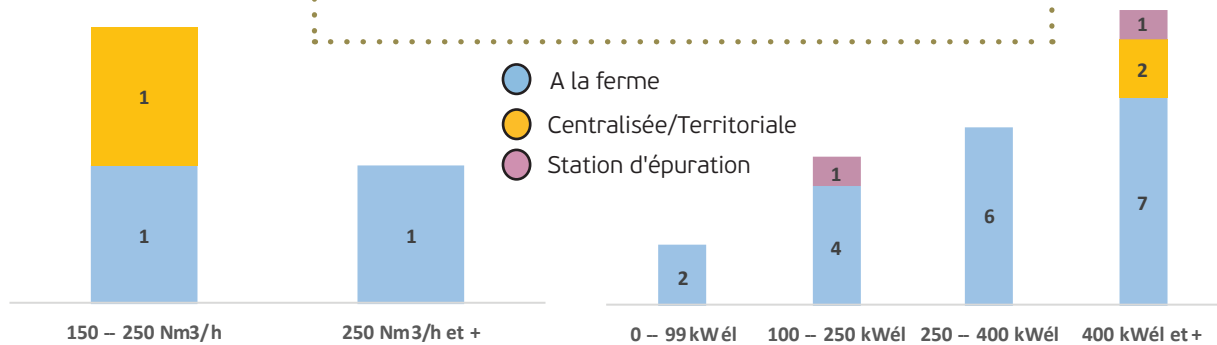 1
1
150 – 250 Nm3/h
1
250 Nm3/h et +
A la ferme
Centralisée/Territoriale
Station d'épuration
2
0 – 99 kWél
1
4
100 – 250 kWél
6
250 – 400 kWél
1
2
7
400 kWél et +